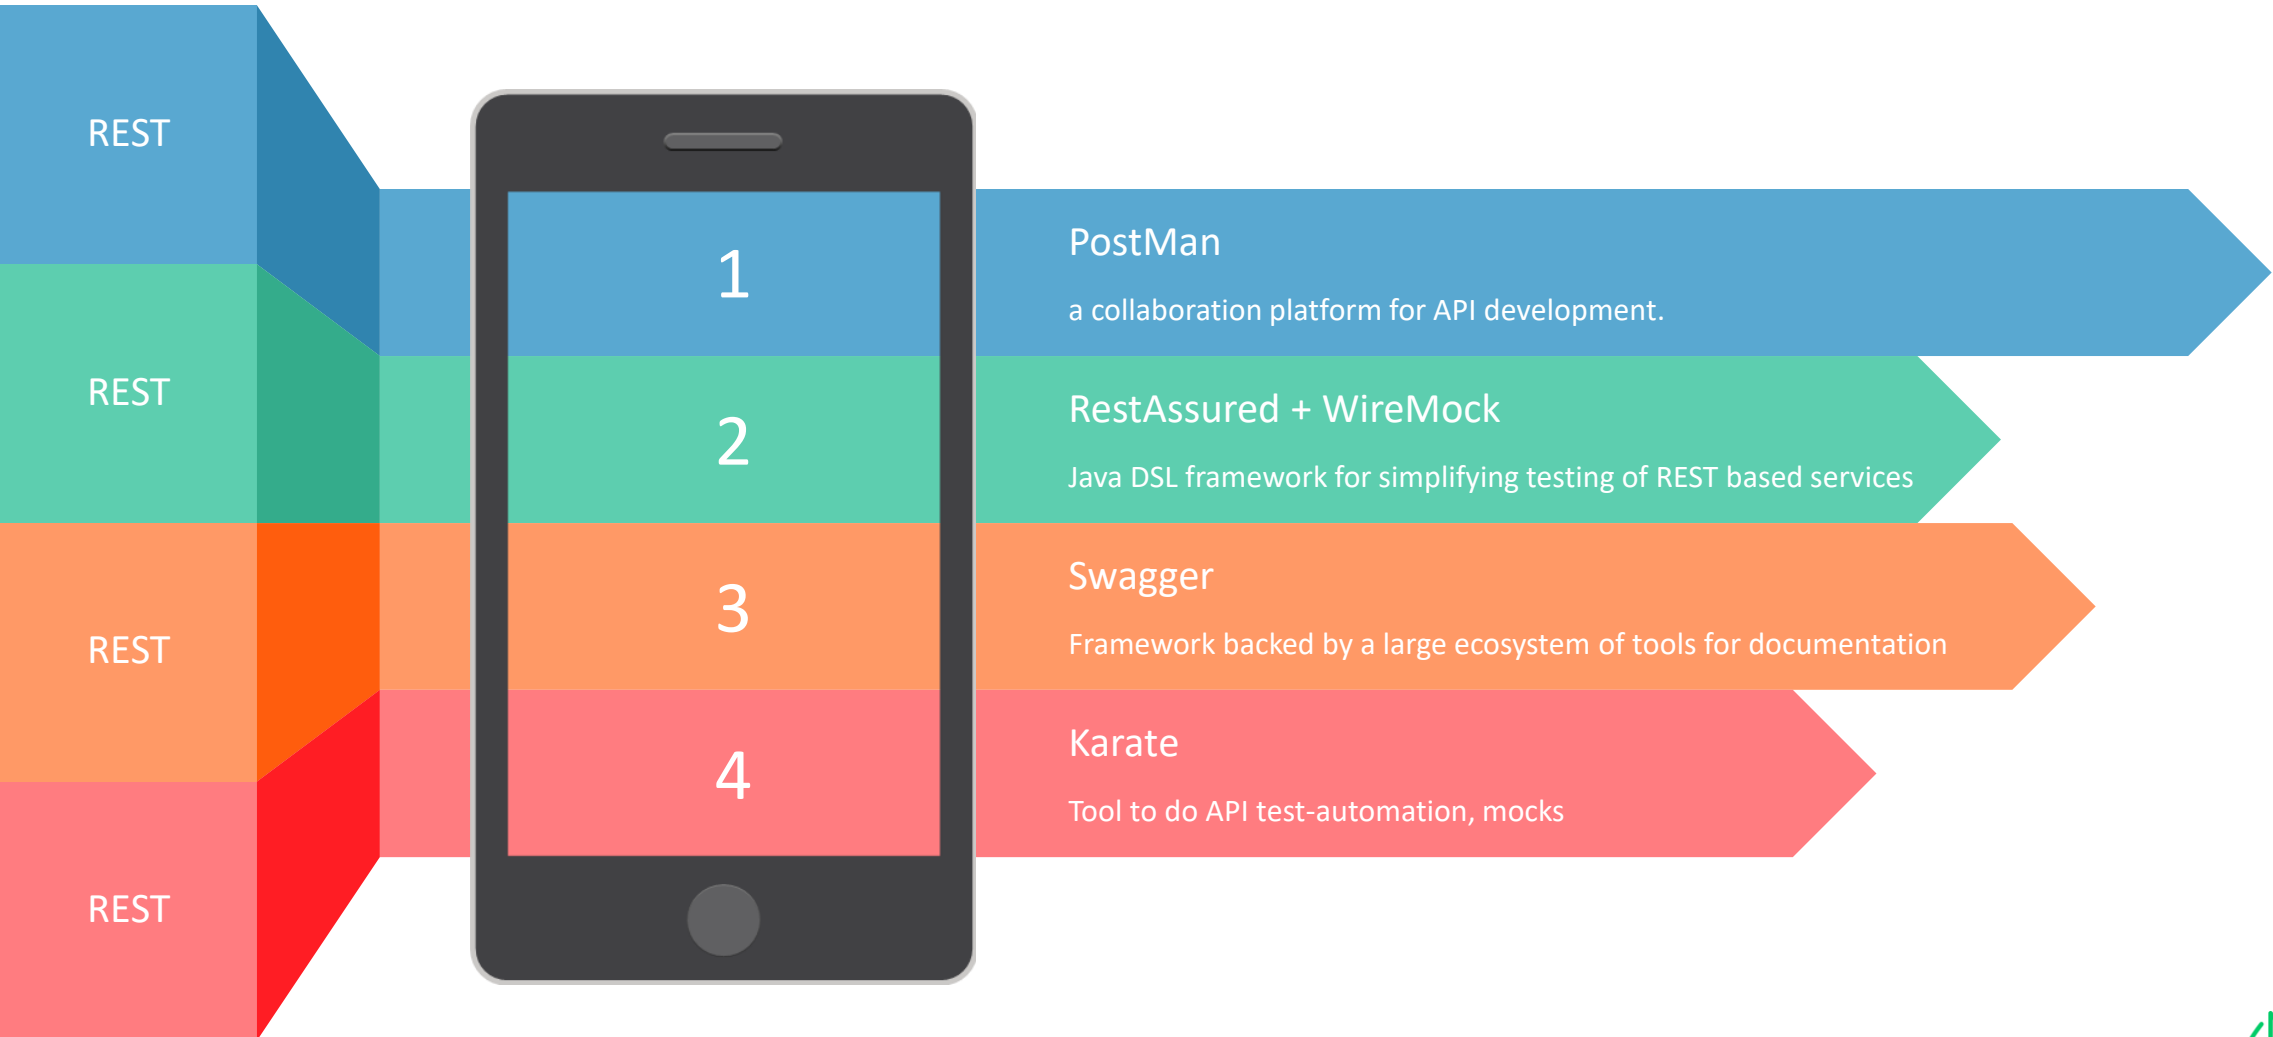 REST
1
PostMan
a collaboration platform for API development.
REST
2
RestAssured + WireMock
Java DSL framework for simplifying testing of REST based services
REST
3
Swagger
Framework backed by a large ecosystem of tools for documentation
REST
4
Karate
Tool to do API test-automation, mocks